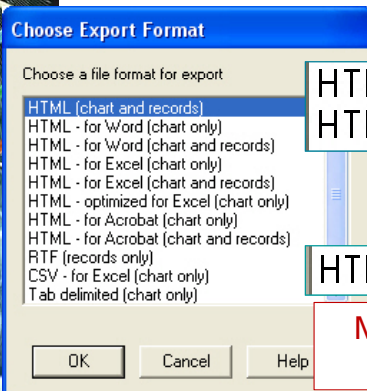 Choose Export Format
Choose a file format for export
HTML (chart and records)
HTML - for Word (chart only)
HTML - for Word (chart and records)
HTML - for Excel (chart only)
HTML - for Excel (chart and records)
HTML - optimized for Excel (chart only)
HTML - for Acrobat (chart only)
HTML - for Acrobat (chart and records)
RTF (records only)
CSV - for Excel (chart only)
Tab delimited (chart only)
OK Cancel Help